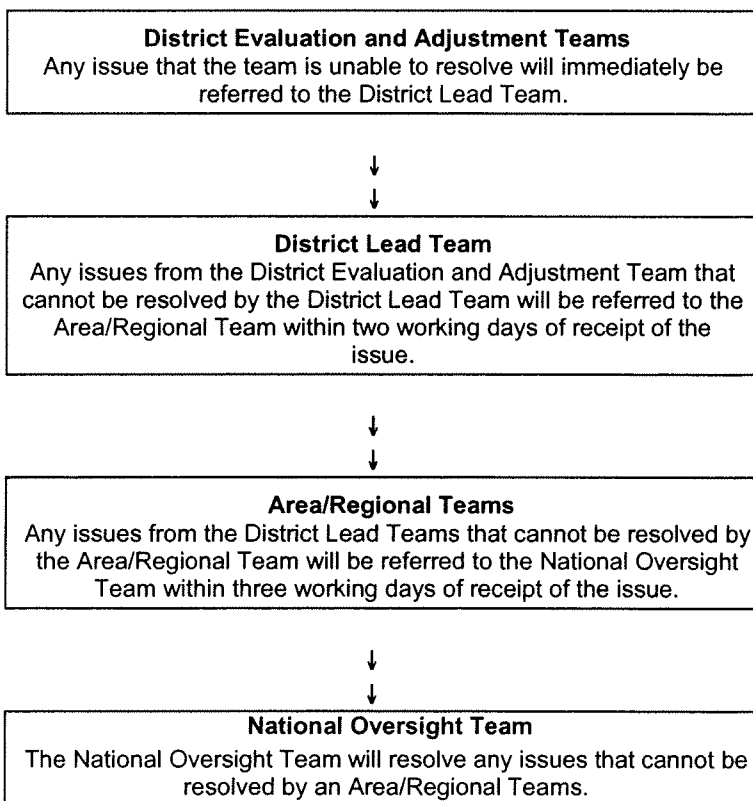 District Evaluation and Adjustment Teams
Any issue that the team is unable to resolve will immediately be
referred to the District Lead Team.
↓
↓
District Lead Team
Any issues from the District Evaluation and Adjustment Team that
cannot be resolved by the District Lead Team will be referred to the
Area/Regional Team within two working days of receipt of the
issue.
↓
↓
Area/Regional Teams
Any issues from the District Lead Teams that cannot be resolved by
the Area/Regional Team will be referred to the National Oversight
Team within three working days of receipt of the issue.
↓
↓
National Oversight Team
The National Oversight Team will resolve any issues that cannot be
resolved by an Area/Regional Teams.